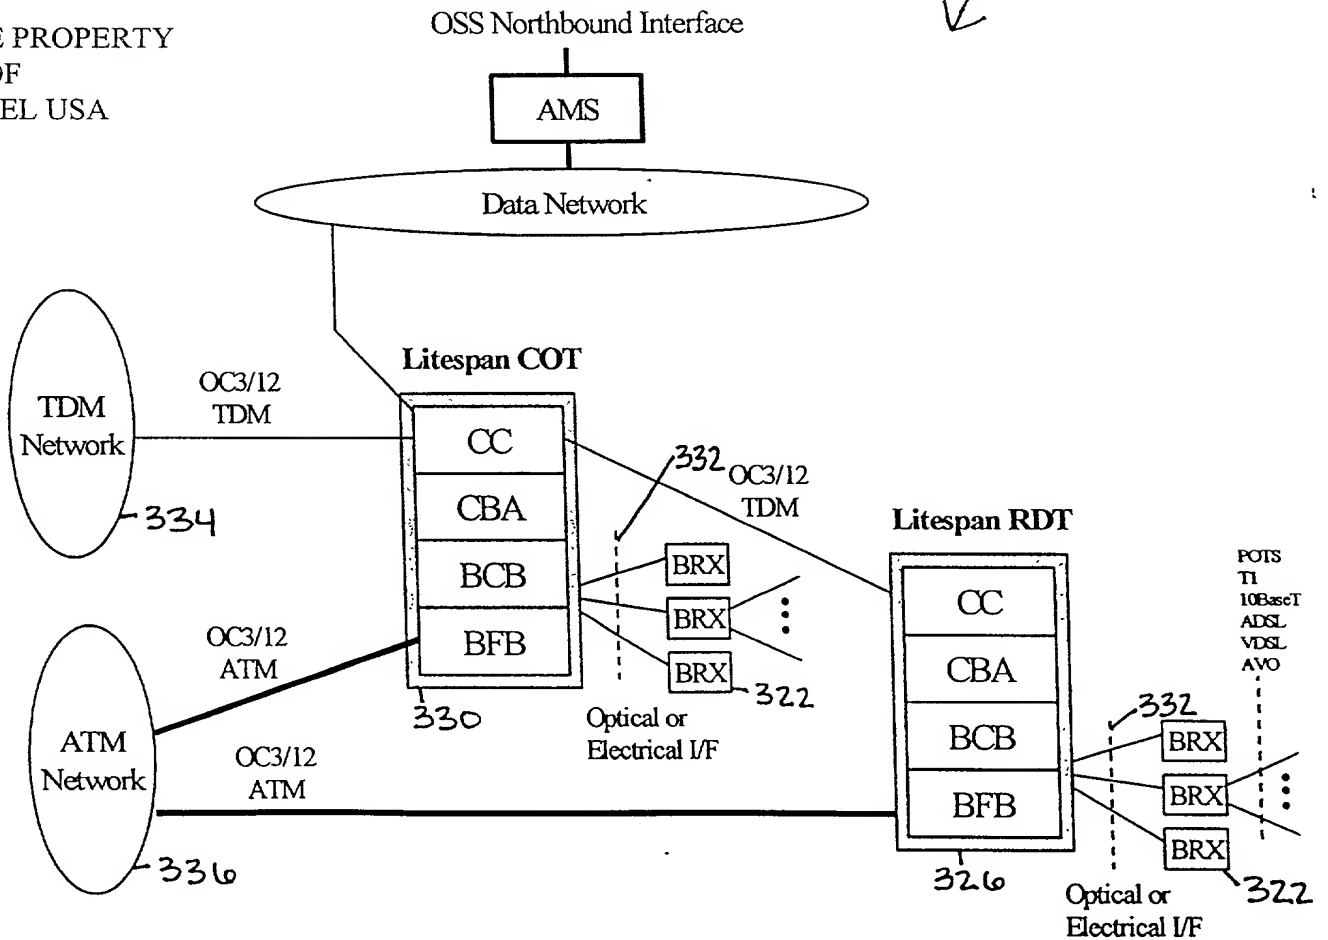 OSS Northbound Interface
E PROPERTY
OF
EL USA
AMS
Data Network
Litespan COT
OC3/12
TDM
TDM
Network
334
CC
CBA
BCB
BFB
330
332
OC3/12
TDM
BRX
BRX
BRX
322
Optical or
Electrical I/F
Litespan RDT
CC
CBA
BCB
BFB
326
POTS
T1
10BaseT
ADSL
VDSL
AVO
332
BRX
BRX
BRX
322
Optical or
Electrical I/F
OC3/12
ATM
ATM
Network
336
OC3/12
ATM